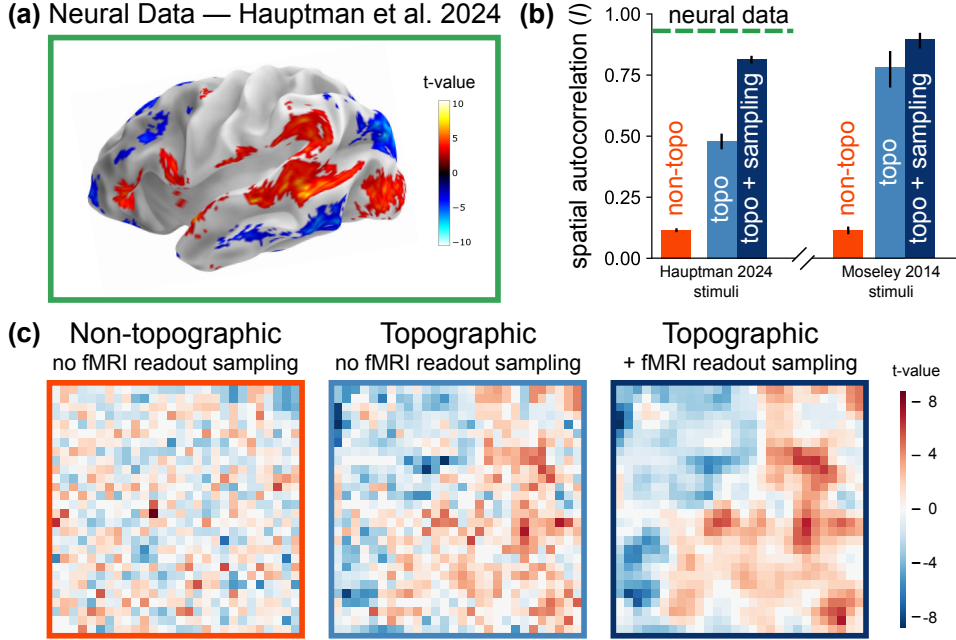 (a) Neural Data — Hauptman et al. 2024
t-value
10
5
0
−5
−10
(b)
neural data
spatial autocorrelation (I)
1.00
0.75
0.50
0.25
0.00
non-topo
topo
topo + sampling
non-topo
topo
topo + sampling
Hauptman 2024
stimuli
Moseley 2014
stimuli
(c)
Non-topographic
no fMRI readout sampling
Topographic
no fMRI readout sampling
Topographic
+ fMRI readout sampling
t-value
8
4
0
-4
-8